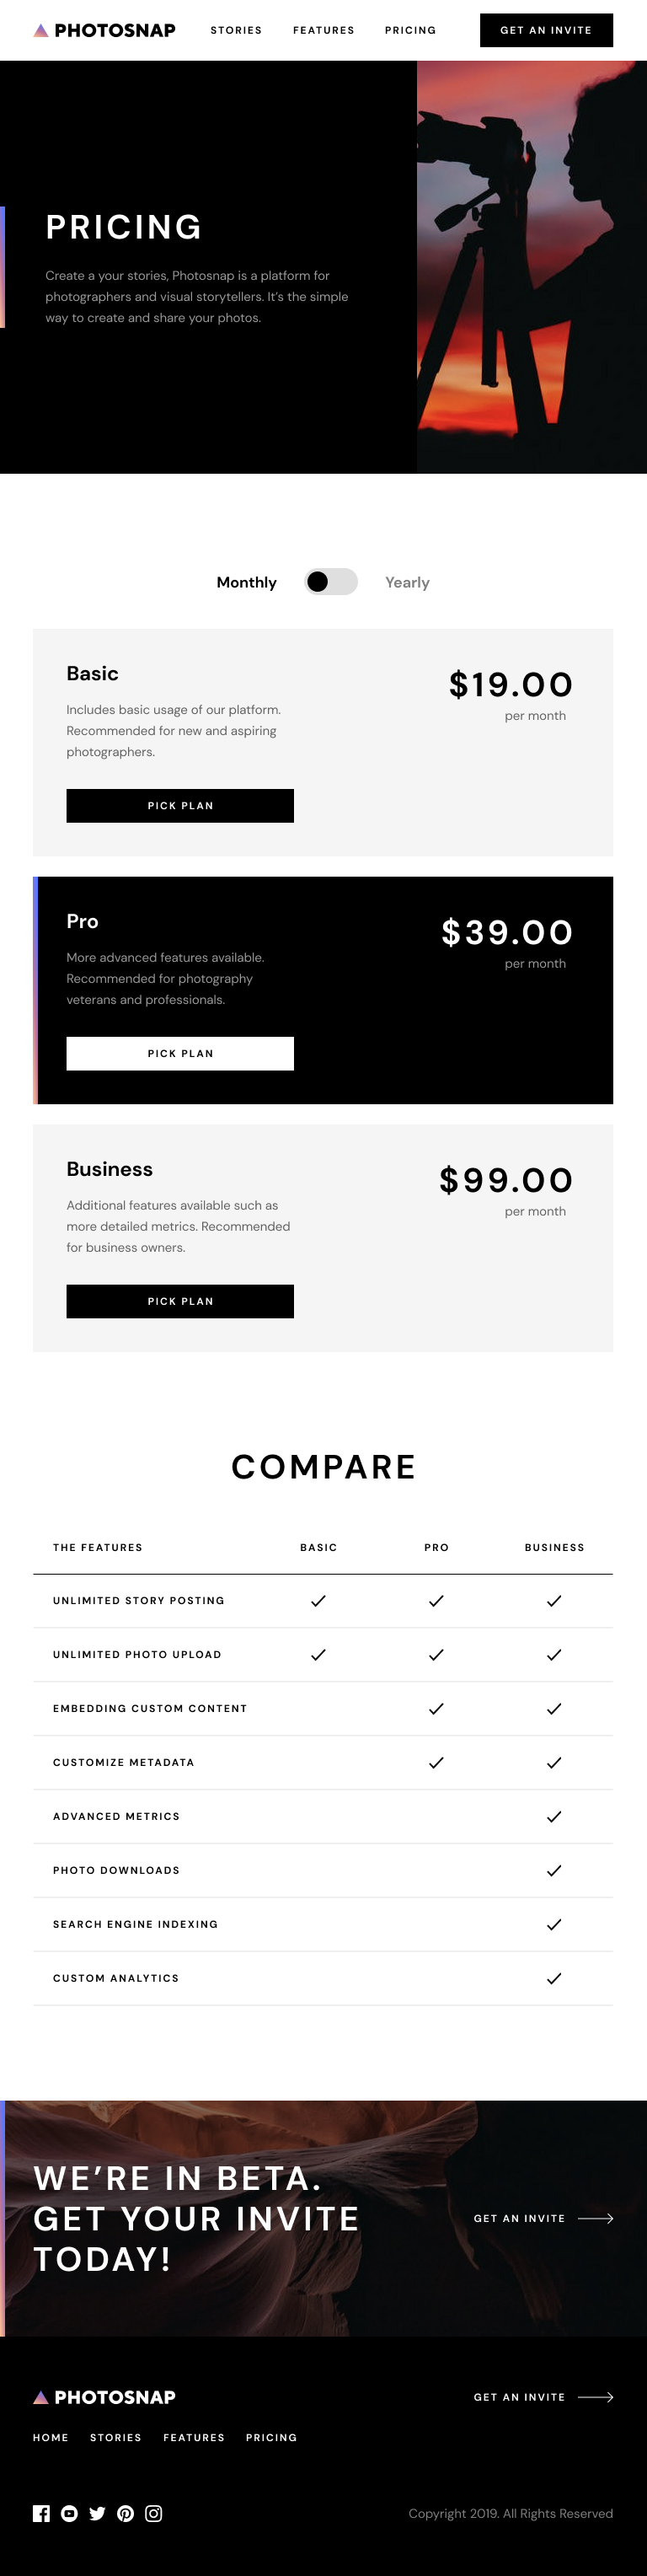 PHOTOSNAP
STORIES FEATURES PRICING
GET AN INVITE
PRICING
Create a your stories, Photosnap is a platform for
photographers and visual storytellers. It’s the simple
way to create and share your photos.
Monthly Yearly
Basic
Includes basic usage of our platform.
Recommended for new and aspiring
photographers.
$19.00
per month
PICK PLAN
Pro
More advanced features available.
Recommended for photography
veterans and professionals.
$39.00
per month
PICK PLAN
Business
Additional features available such as
more detailed metrics. Recommended
for business owners.
$99.00
per month
PICK PLAN
COMPARE
THE FEATURES BASIC PRO BUSINESS
UNLIMITED STORY POSTING
UNLIMITED PHOTO UPLOAD
EMBEDDING CUSTOM CONTENT
CUSTOMIZE METADATA
ADVANCED METRICS
PHOTO DOWNLOADS
SEARCH ENGINE INDEXING
CUSTOM ANALYTICS
WE’RE IN BETA.
GET YOUR INVITE
TODAY!
GET AN INVITE
PHOTOSNAP
GET AN INVITE
HOME STORIES FEATURES PRICING
Copyright 2019. All Rights Reserved